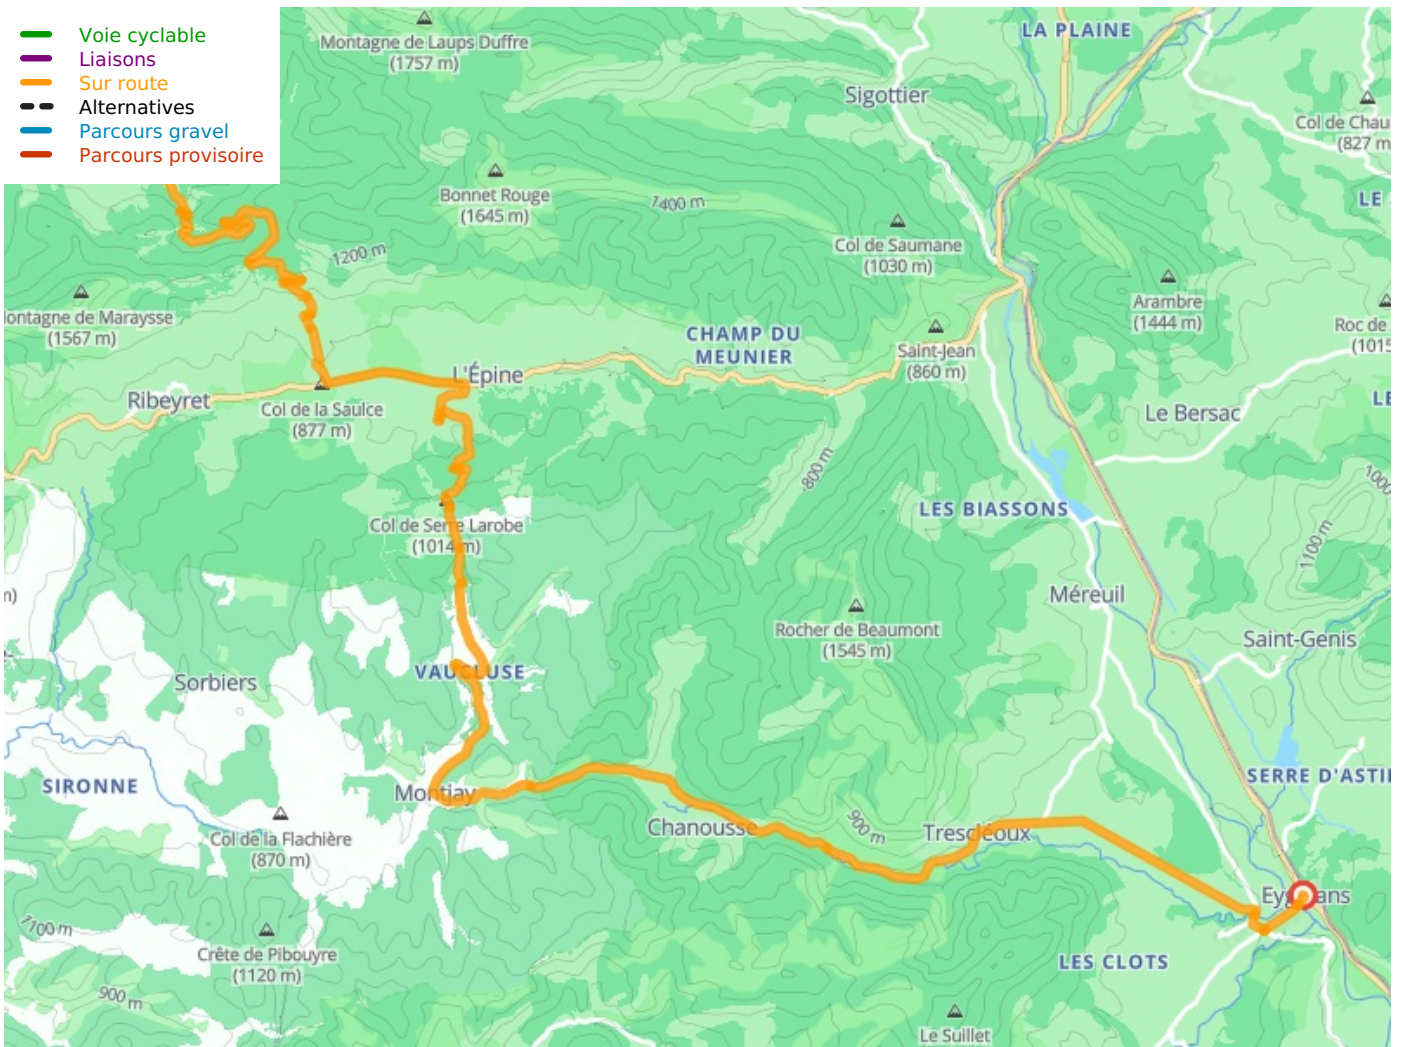 Voie cyclable
Liaisons
Sur route
Alternatives
Parcours gravel
Parcours provisoire
Montagne de Laups Duffre
(1757 m)
LA PLAINE
Sigottier
Col de Chau
(827 m
Bonnet Rouge
(1645 m)
1400 m
LE
Col de Saumane
(1030 m)
1200 m
ontagne de Maraysse
(1567 m)
Arambre
(1444 m)
Roc de
(1015
CHAMP DU
MEUNIER
Saint-Jean
(860 m)
L'Épine
Ribeyret
Col de la Saulce
(877 m)
Le Bersac
LE
800 m
1000
LES BIASSONS
Col de Serre Larobe
(1014 m)
1100 m
n)
Méreuil
Rocher de Beaumont
(1545 m)
Saint-Genis
VAUCLUSE
Sorbiers
SIRONNE
Montjay
SERRE D'ASTI
Col de la Flachière
(870 m)
Chanousse
900 m
Trescléoux
1100 m
Crête de Pibouyre
(1120 m)
LES CLOTS
900 m
Le Suillet